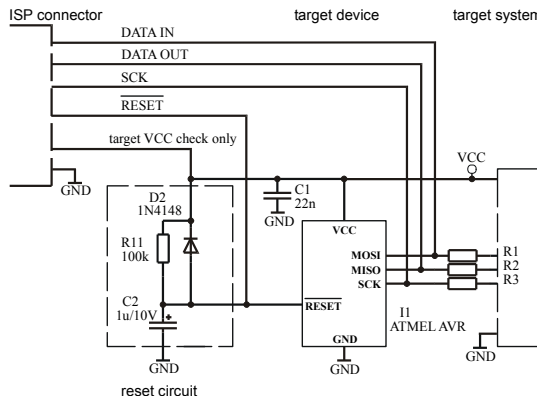 ISP connector
target device
target system
DATA IN
DATA OUT
SCK
RESET
target VCC check only
VCC
GND
D2
1N4148
C1
22n
GND
R11
100k
VCC
MOSI
MISO
SCK
R1
R2
R3
C2
1u/10V
+
RESET
I1
ATMEL AVR
GND
GND
GND
GND
reset circuit